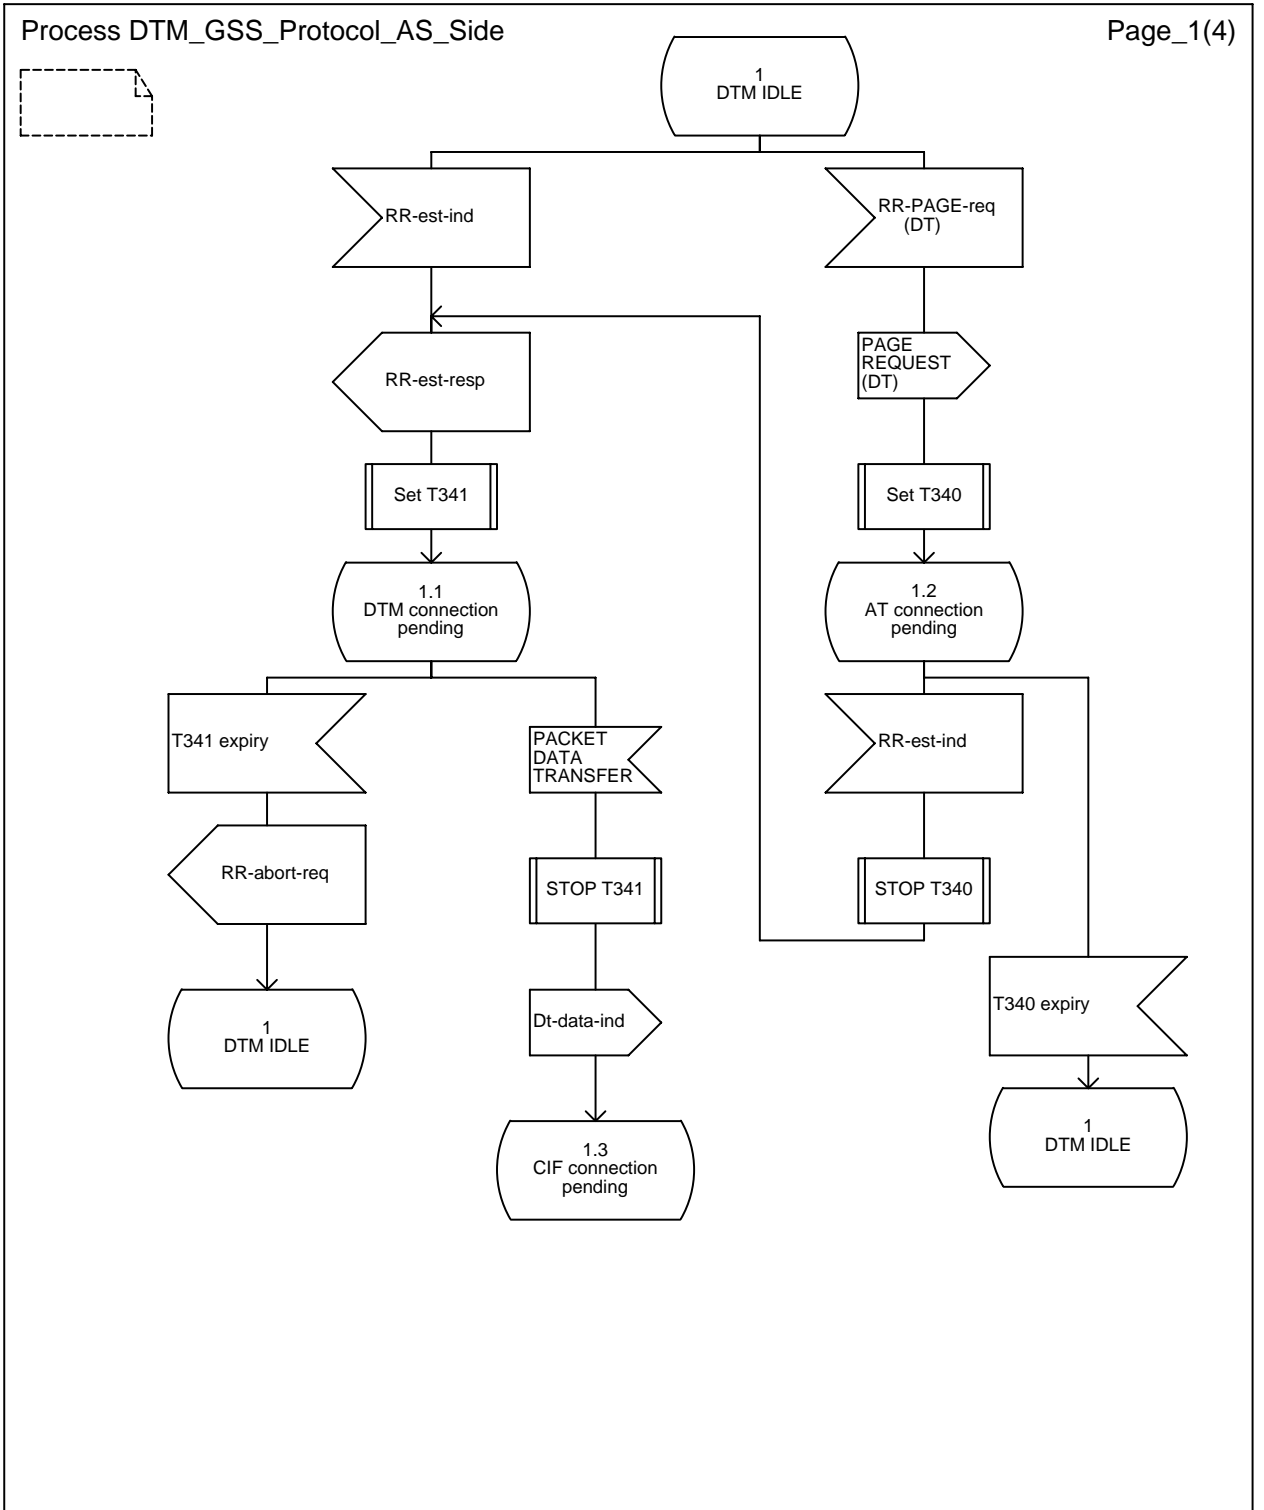 Process DTM_GSS_Protocol_AS_Side
Page_1(4)
1
DTM IDLE
RR-est-ind
RR-PAGE-req
(DT)
RR-est-resp
PAGE
REQUEST
(DT)
Set T341
Set T340
1.1
DTM connection
pending
1.2
AT connection
pending
T341 expiry
PACKET
DATA
TRANSFER
RR-est-ind
RR-abort-req
STOP T341
STOP T340
1
DTM IDLE
Dt-data-ind
T340 expiry
1.3
CIF connection
pending
1
DTM IDLE